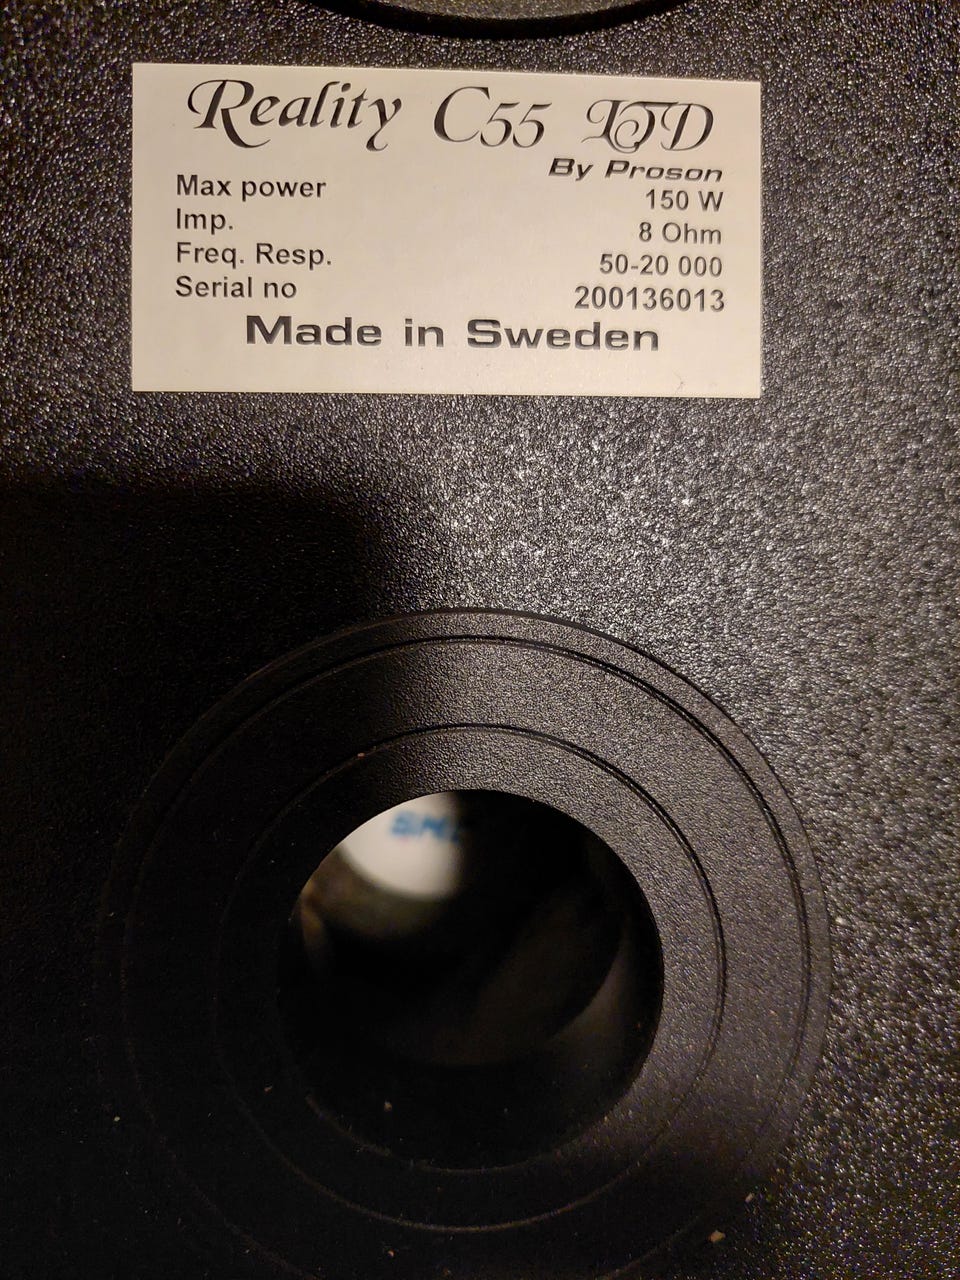 Reality C55 LTD
By Proson
Max power 150 W
Imp. 8 Ohm
Freq. Resp. 50-20 000
Serial no 200136013
Made in Sweden